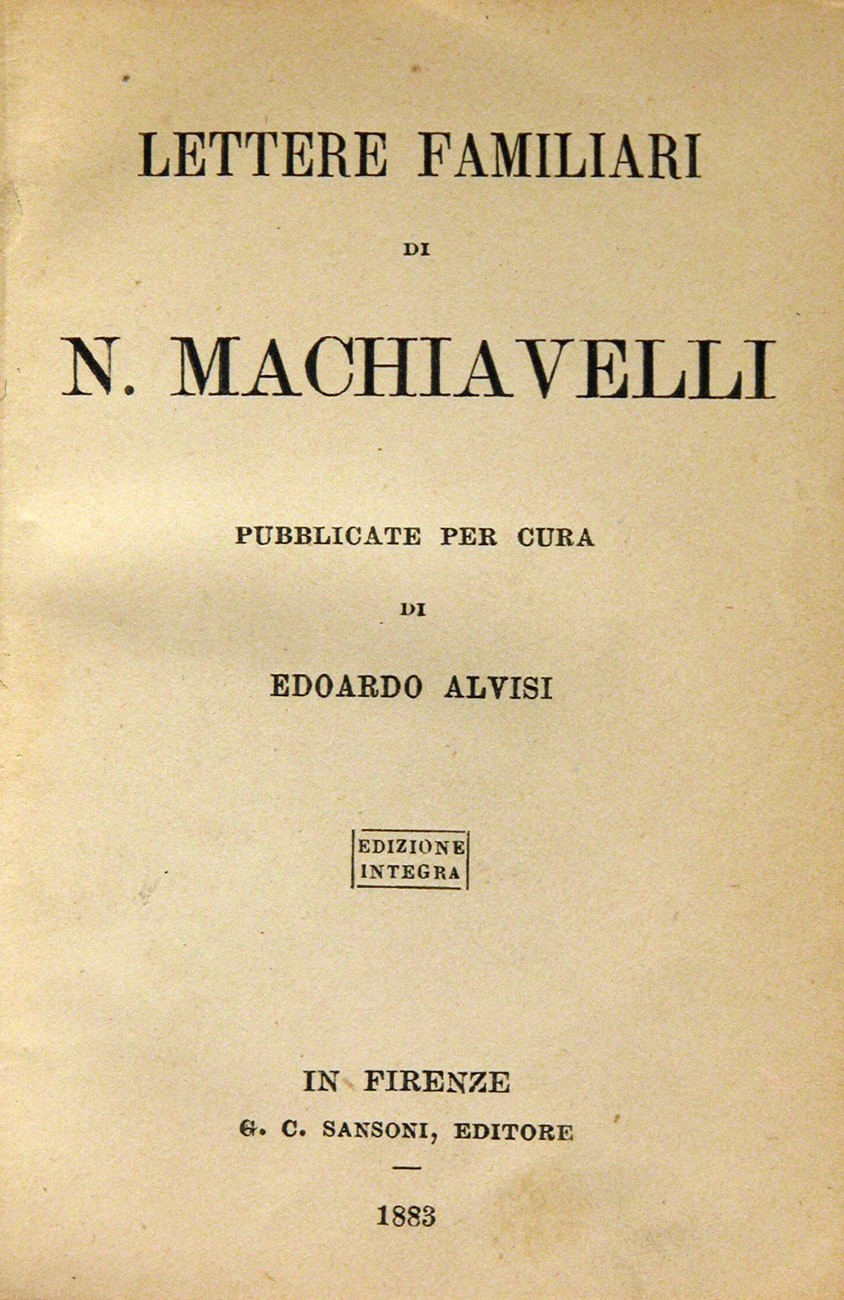 LETTERE FAMILIARI
DI
N. MACHIAVELLI
PUBBLICATE PER CURA
DI
EDOARDO ALVISI
EDIZIONE
INTEGRA
IN FIRENZE
G. C. SANSONI, EDITORE
1883